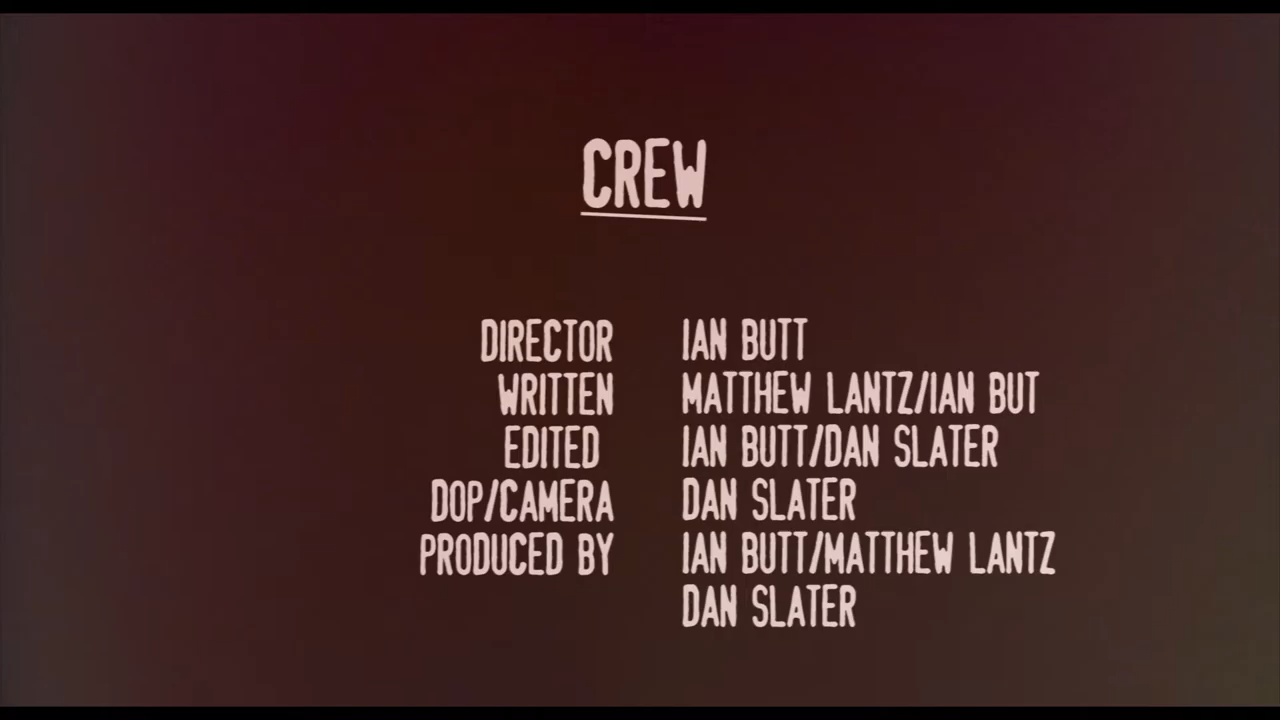 CREW
DIRECTOR IAN BUTT
WRITTEN MATTHEW LANTZ/IAN BUT
EDITED IAN BUTT/DAN SLATER
DOP/CAMERA DAN SLATER
PRODUCED BY IAN BUTT/MATTHEW LANTZ
DAN SLATER